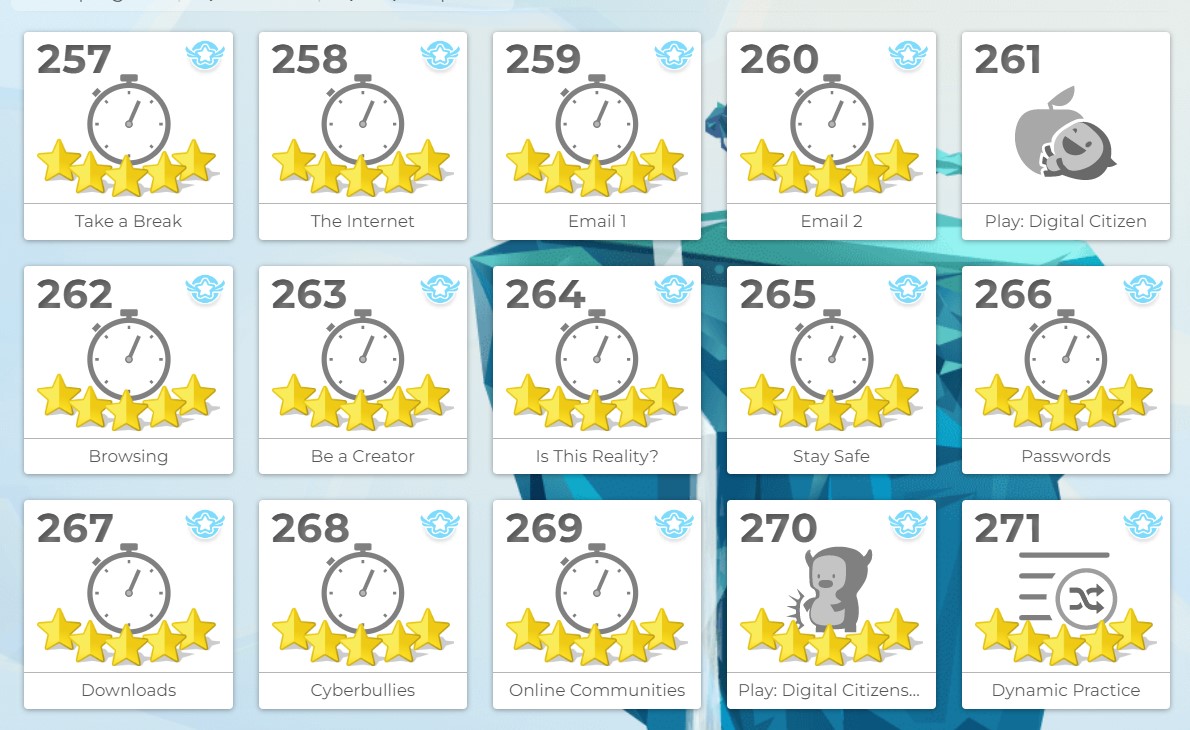 257
258
259
260
261
Take a Break
The Internet
Email 1
Email 2
Play: Digital Citizen
262
263
264
265
266
Browsing
Be a Creator
Is This Reality?
Stay Safe
Passwords
267
268
269
270
271
Downloads
Cyberbullies
Online Communities
Play: Digital Citizens...
Dynamic Practice